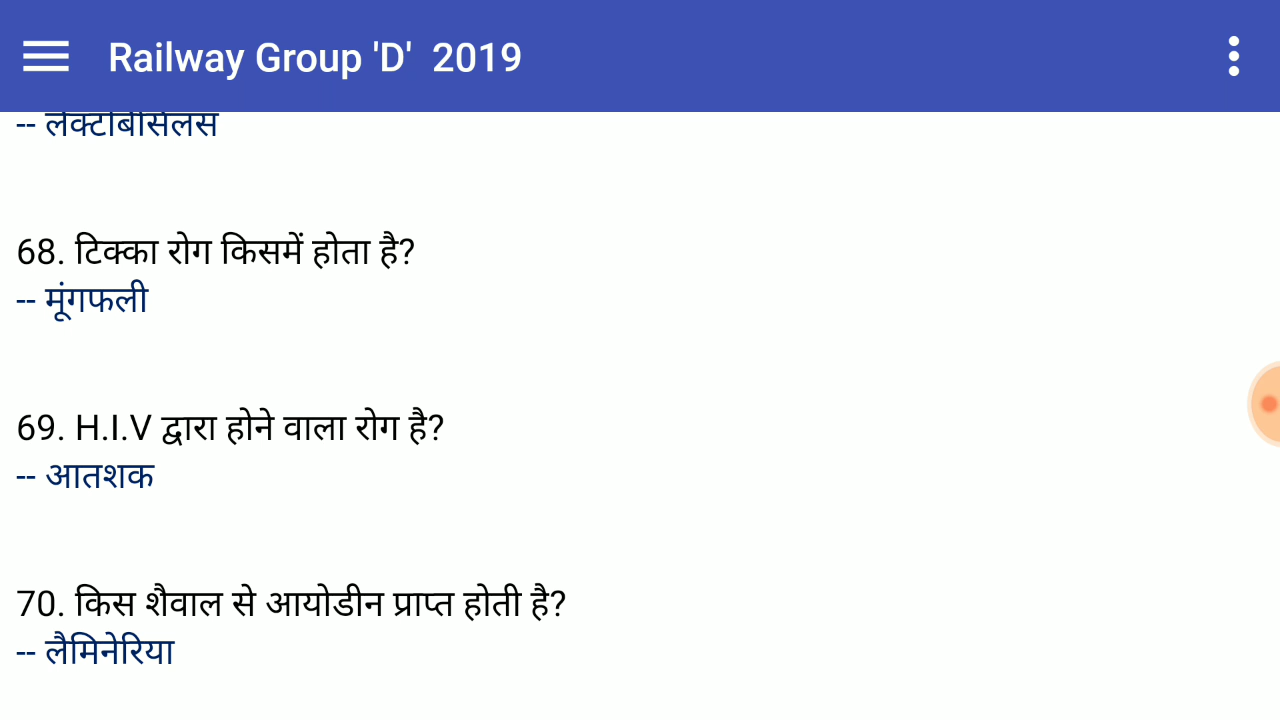 Railway Group 'D' 2019
-- लेक्टोबैसिलस
68. टिक्का रोग किसमें होता है?
-- मूंगफली
69. H.I.V द्वारा होने वाला रोग है?
-- आतशक
70. किस शैवाल से आयोडीन प्राप्त होती है?
-- लैमिनेरिया